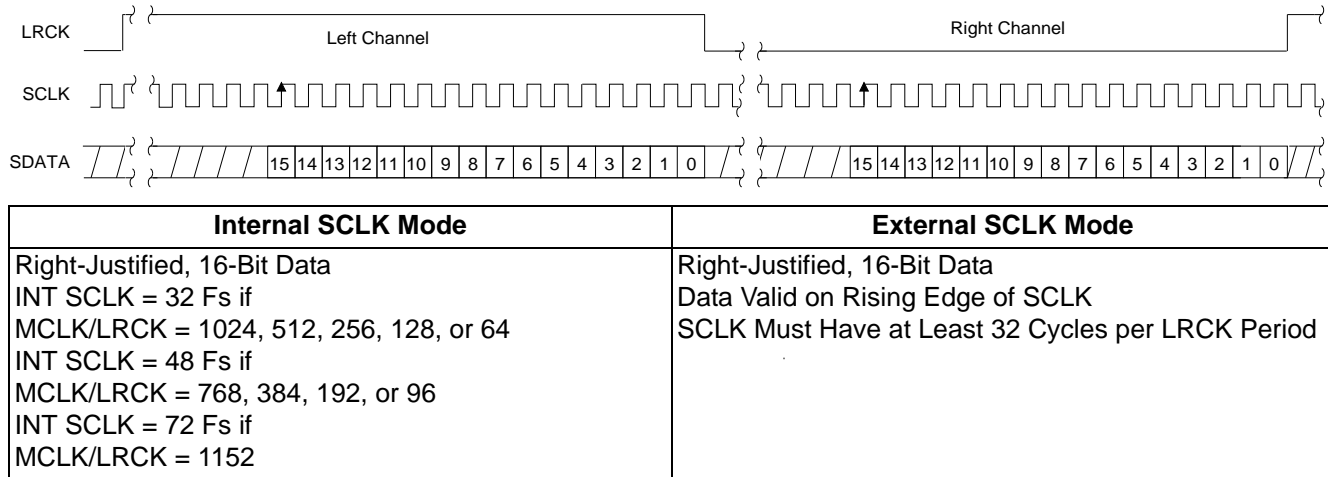 LRCK Left Channel Right Channel
SCLK
SDATA 15 14 13 12 11 10 9 8 7 6 5 4 3 2 1 0 15 14 13 12 11 10 9 8 7 6 5 4 3 2 1 0
Internal SCLK Mode External SCLK Mode
Right-Justified, 16-Bit Data Right-Justified, 16-Bit Data
INT SCLK = 32 Fs if Data Valid on Rising Edge of SCLK
MCLK/LRCK = 1024, 512, 256, 128, or 64 SCLK Must Have at Least 32 Cycles per LRCK Period
INT SCLK = 48 Fs if
MCLK/LRCK = 768, 384, 192, or 96
INT SCLK = 72 Fs if
MCLK/LRCK = 1152